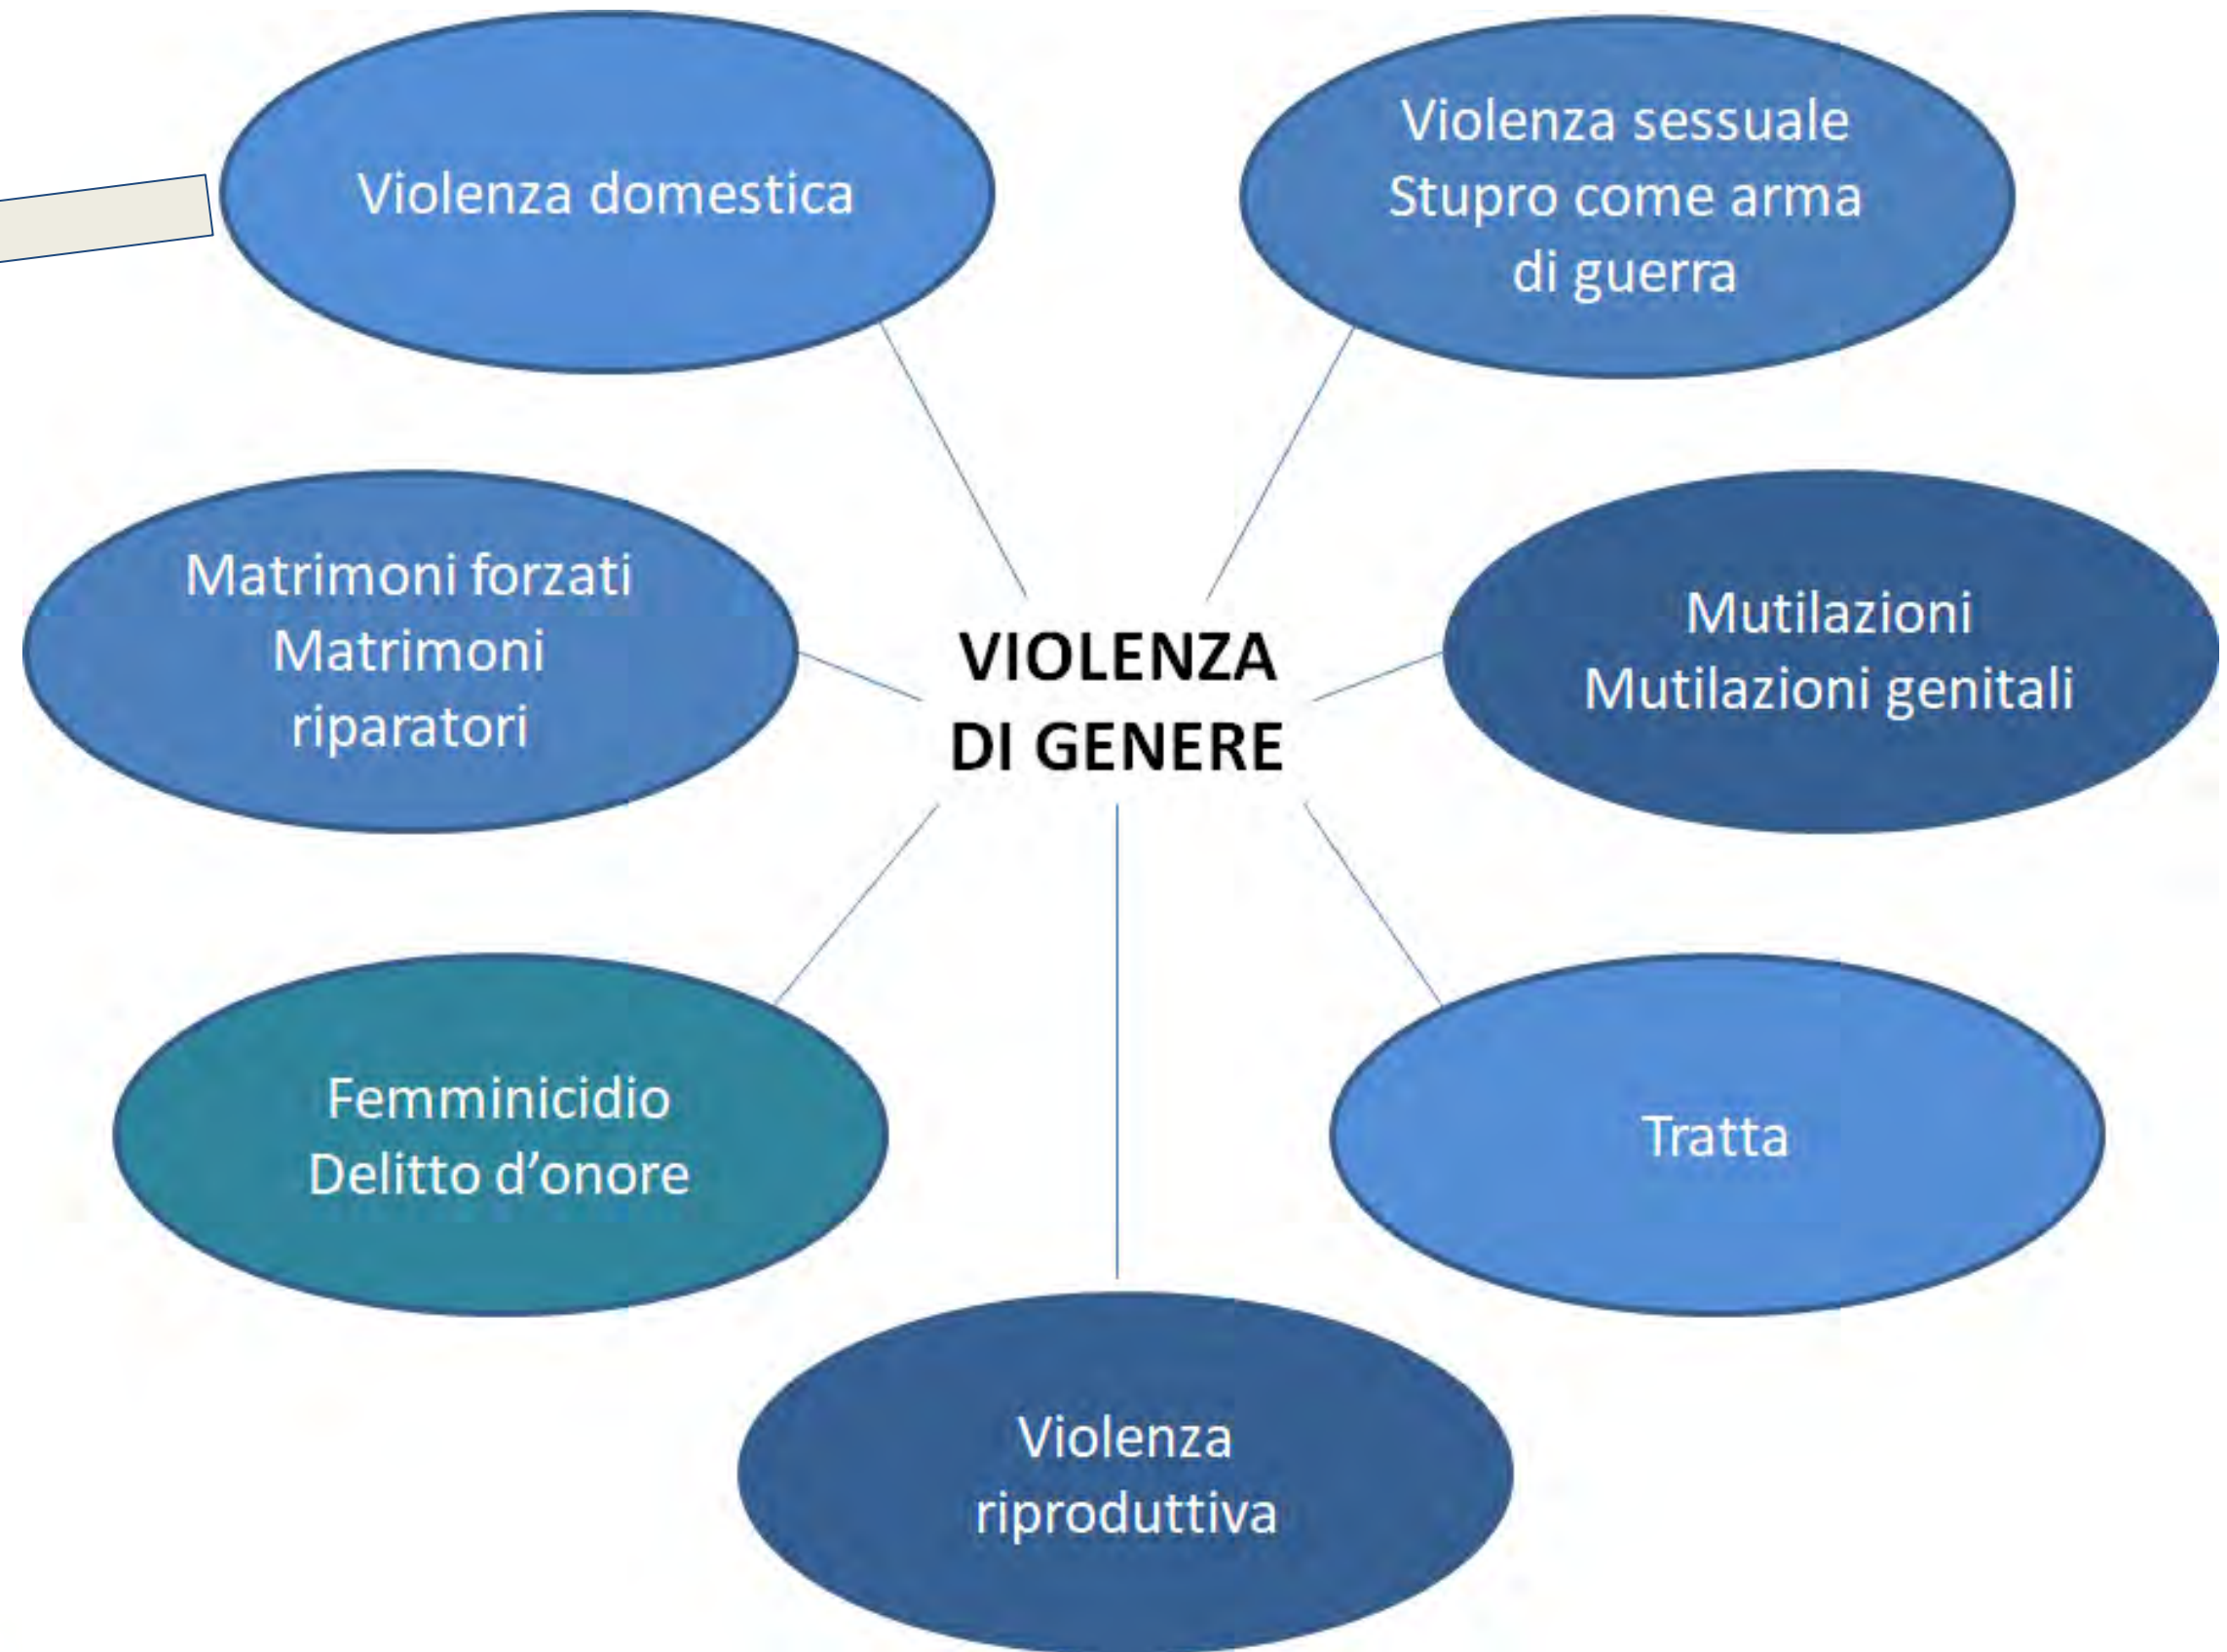 Violenza domestica
Violenza sessuale
Stupro come arma
di guerra
Matrimoni forzati
Matrimoni
riparatori
VIOLENZA
DI GENERE
Mutilazioni
Mutilazioni genitali
Femminicidio
Delitto d’onore
Tratta
Violenza
riproduttiva